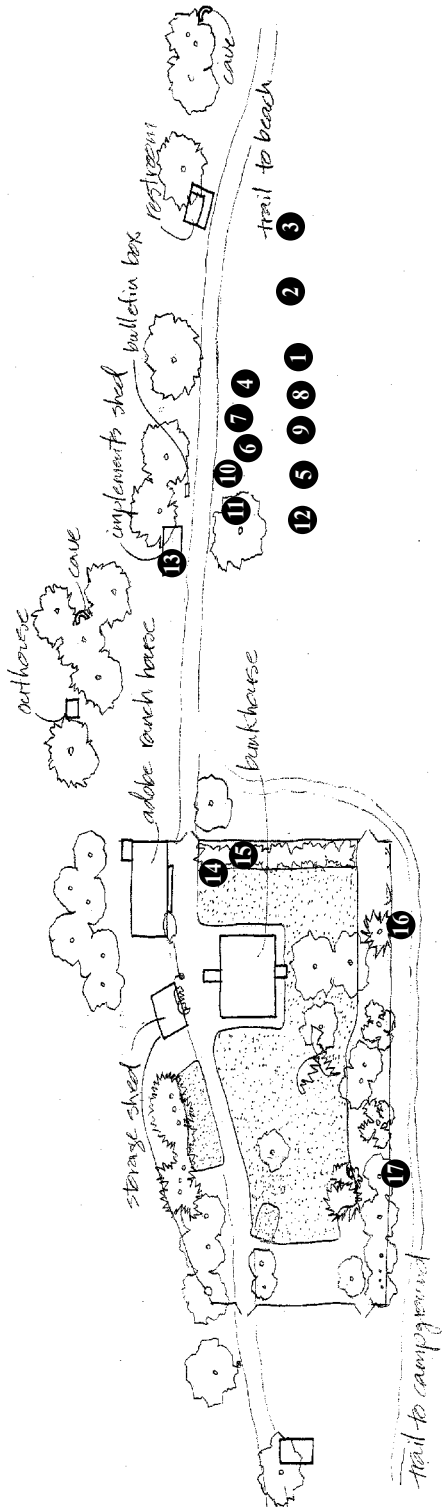 cave
restroom
trail to beach
bulletin box
implements shed
cave
outhouse
adobe ranch house
bunkhouse
storage shed
trail to campground
3
2
1
4
8
7
9
6
10
5
11
12
13
15
14
16
17